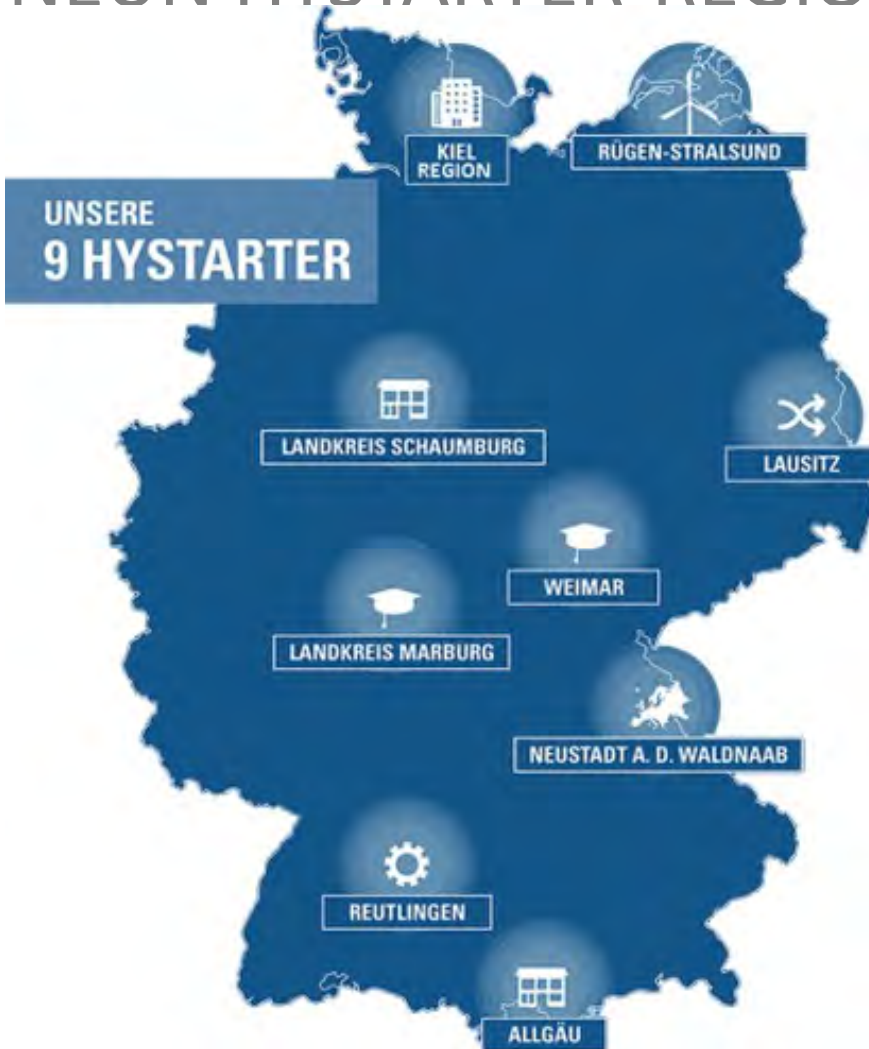 UNSERE
9 HYSTARTER
KIEL
REGION
RÜGEN-STRALSUND
LANDKREIS SCHAUMBURG
LAUSITZ
WEIMAR
LANDKREIS MARBURG
NEUSTADT A. D. WALDNAAB
REUTLINGEN
ALLGÄU